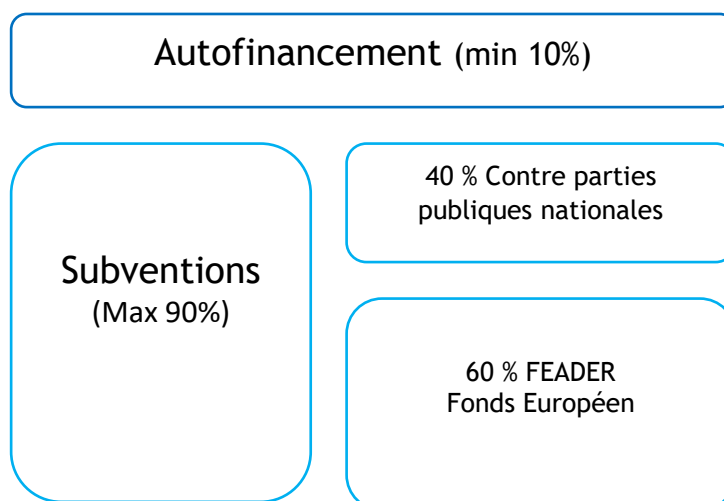 Autofinancement (min 10%)
Subventions
(Max 90%)
40 % Contre parties
publiques nationales
60 % FEADER
Fonds Européen